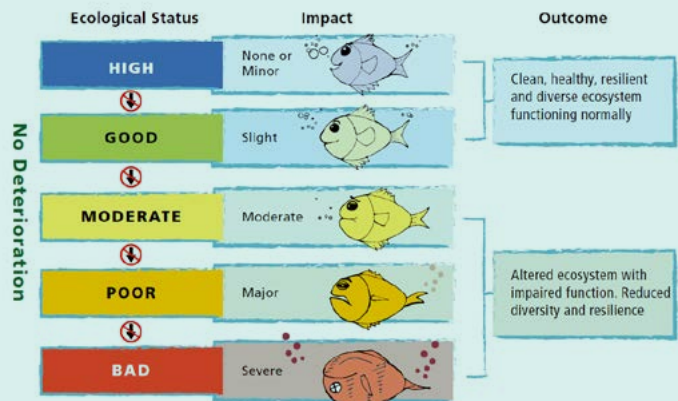 Ecological Status
Impact
Outcome
No Deterioration
HIGH
None or
Minor
GOOD
Slight
Clean, healthy, resilient
and diverse ecosystem
functioning normally
MODERATE
Moderate
POOR
Major
BAD
Severe
Altered ecosystem with
impaired function. Reduced
diversity and resilience